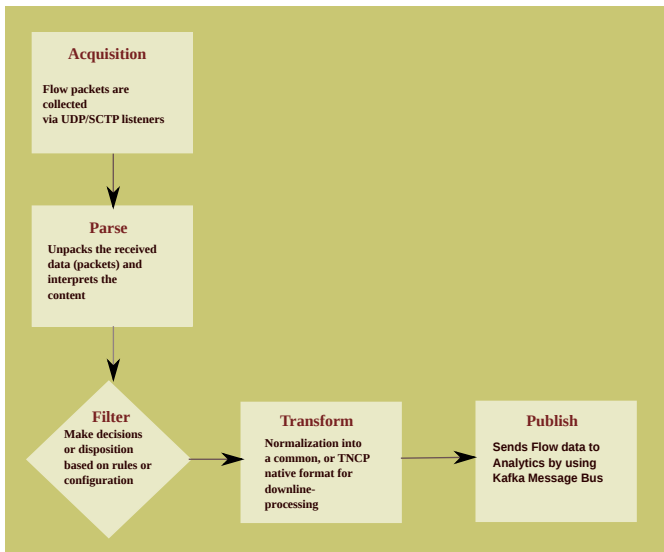 Acquisition
Flow packets are
collected
via UDP/SCTP listeners
Parse
Unpacks the received
data (packets) and
interprets the
content
Filter
Make decisions
or disposition
based on rules or
configuration
Transform
Normalization into
a common, or TNCP
native format for
downline-
processing
Publish
Sends Flow data to
Analytics by using
Kafka Message Bus